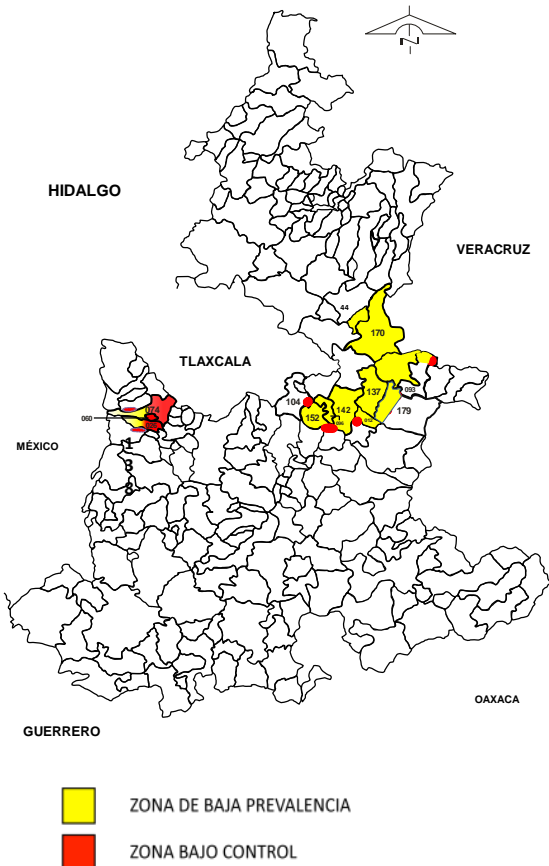 N
HIDALGO
VERACRUZ
44
170
TLAXCALA
137
093
104
074
142
179
152
060
012
MÉXICO
1
3
8
OAXACA
GUERRERO
ZONA DE BAJA PREVALENCIA
ZONA BAJO CONTROL